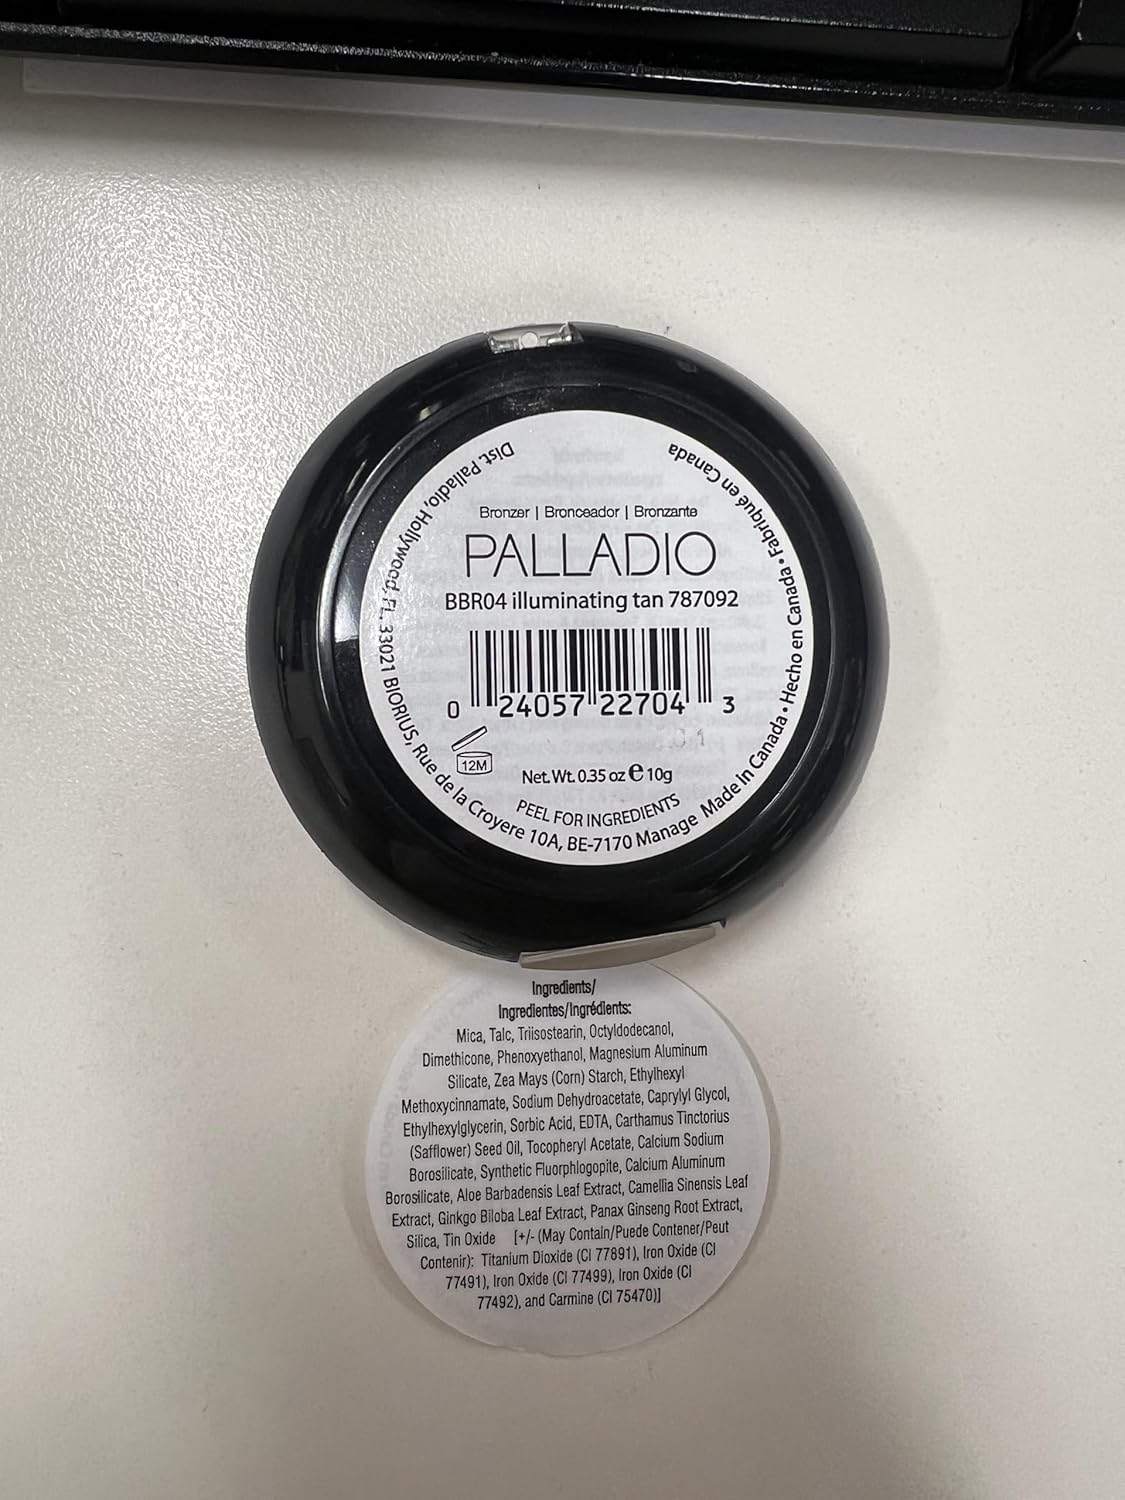 Dist. Palladio, Hollywood, FL. 33021 BIORIUS, Rue de la Croyere 10A, BE-7170 Manage Made In Canada • Hecho en Canada • Fabriqué en Canada
Bronzer | Bronceador | Bronzante
PALLADIO
BBR04 illuminating tan 787092
0 24057 22704 3
12M
Net. Wt. 0.35 oz e 10g
PEEL FOR INGREDIENTS
Ingredients/
Ingredientes/Ingrédients:
Mica, Talc, Triisostearin, Octyldodecanol,
Dimethicone, Phenoxyethanol, Magnesium Aluminum
Silicate, Zea Mays (Corn) Starch, Ethylhexyl
Methoxycinnamate, Sodium Dehydroacetate, Caprylyl Glycol,
Ethylhexylglycerin, Sorbic Acid, EDTA, Carthamus Tinctorius
(Safflower) Seed Oil, Tocopheryl Acetate, Calcium Sodium
Borosilicate, Synthetic Fluorphlogopite, Calcium Aluminum
Borosilicate, Aloe Barbadensis Leaf Extract, Camellia Sinensis Leaf
Extract, Ginkgo Biloba Leaf Extract, Panax Ginseng Root Extract,
Silica, Tin Oxide [+/- (May Contain/Puede Contener/Peut
Contenir): Titanium Dioxide (CI 77891), Iron Oxide (CI
77491), Iron Oxide (CI 77499), Iron Oxide (CI
77492), and Carmine (CI 75470)]